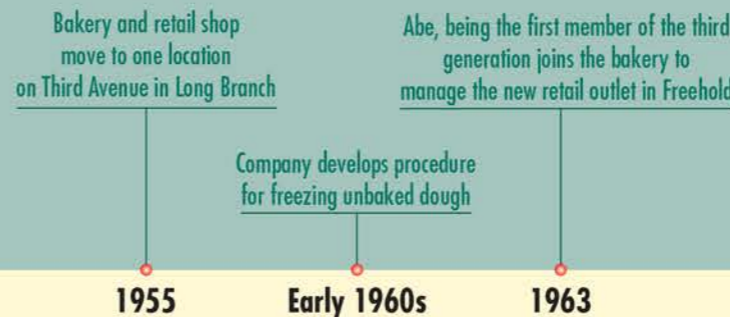 Bakery and retail shop
move to one location
on Third Avenue in Long Branch
Company develops procedure
for freezing unbaked dough
Abe, being the first member of the third
generation joins the bakery to
manage the new retail outlet in Freehold
1955
Early 1960s
1963